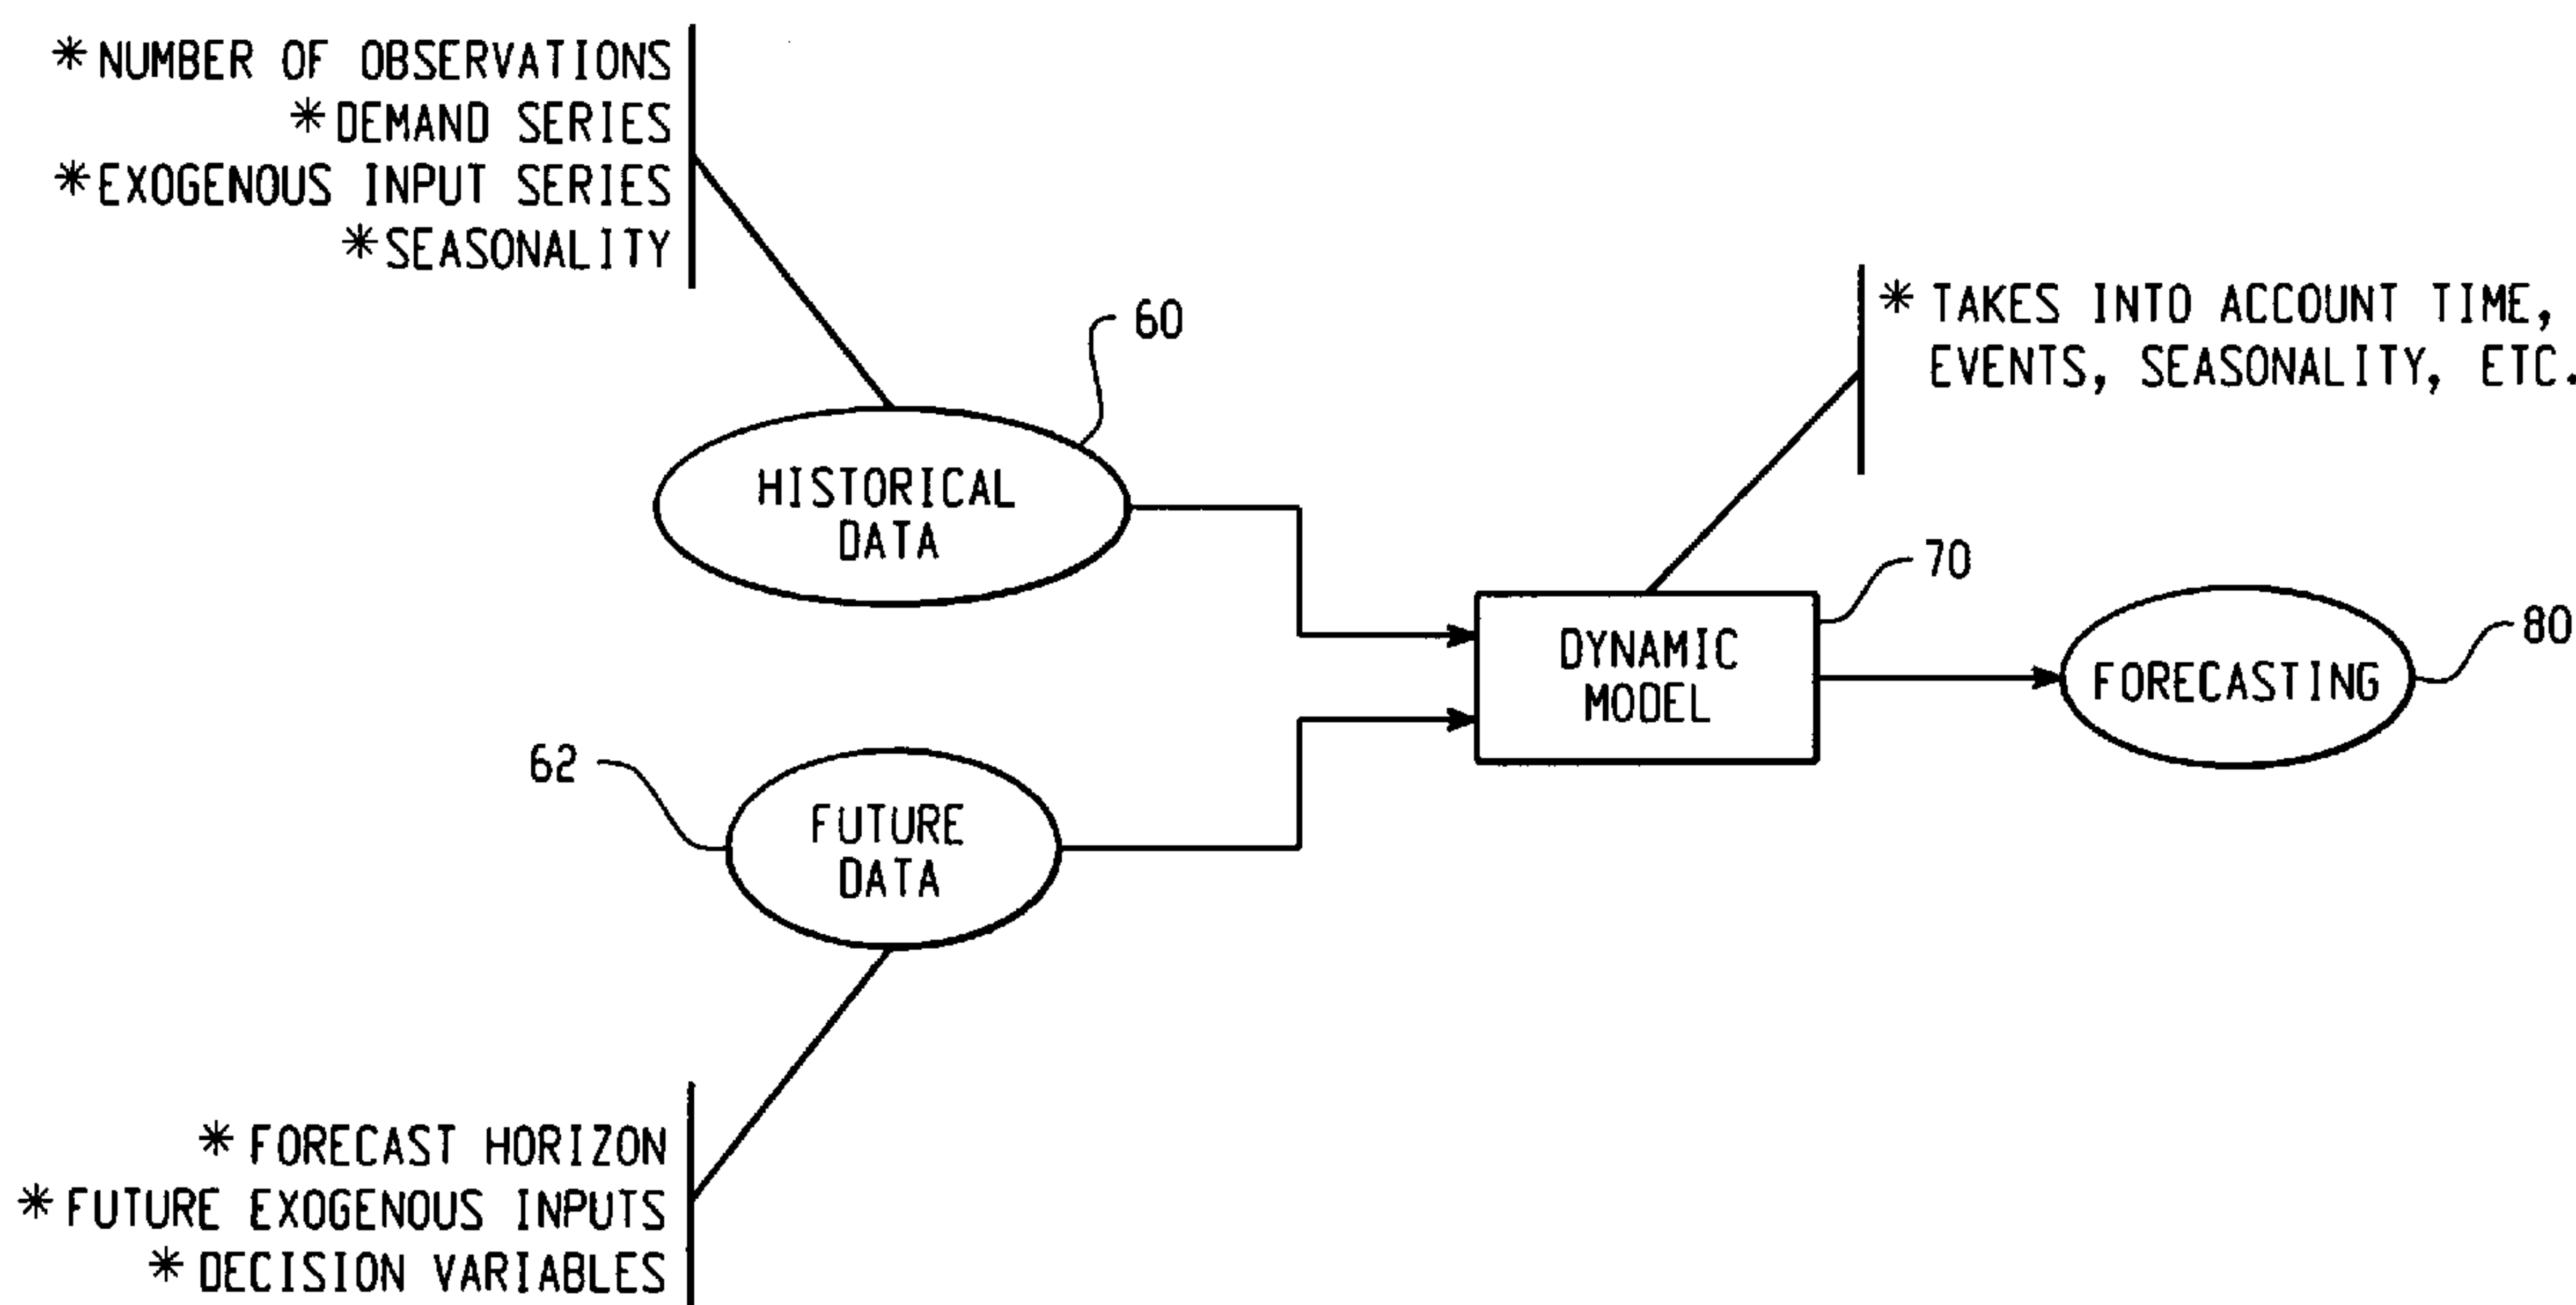 * NUMBER OF OBSERVATIONS
* DEMAND SERIES
* EXOGENOUS INPUT SERIES
* SEASONALITY
60
HISTORICAL
DATA
* TAKES INTO ACCOUNT TIME,
EVENTS, SEASONALITY, ETC.
70
DYNAMIC
MODEL
80
FORECASTING
62
FUTURE
DATA
* FORECAST HORIZON
* FUTURE EXOGENOUS INPUTS
* DECISION VARIABLES